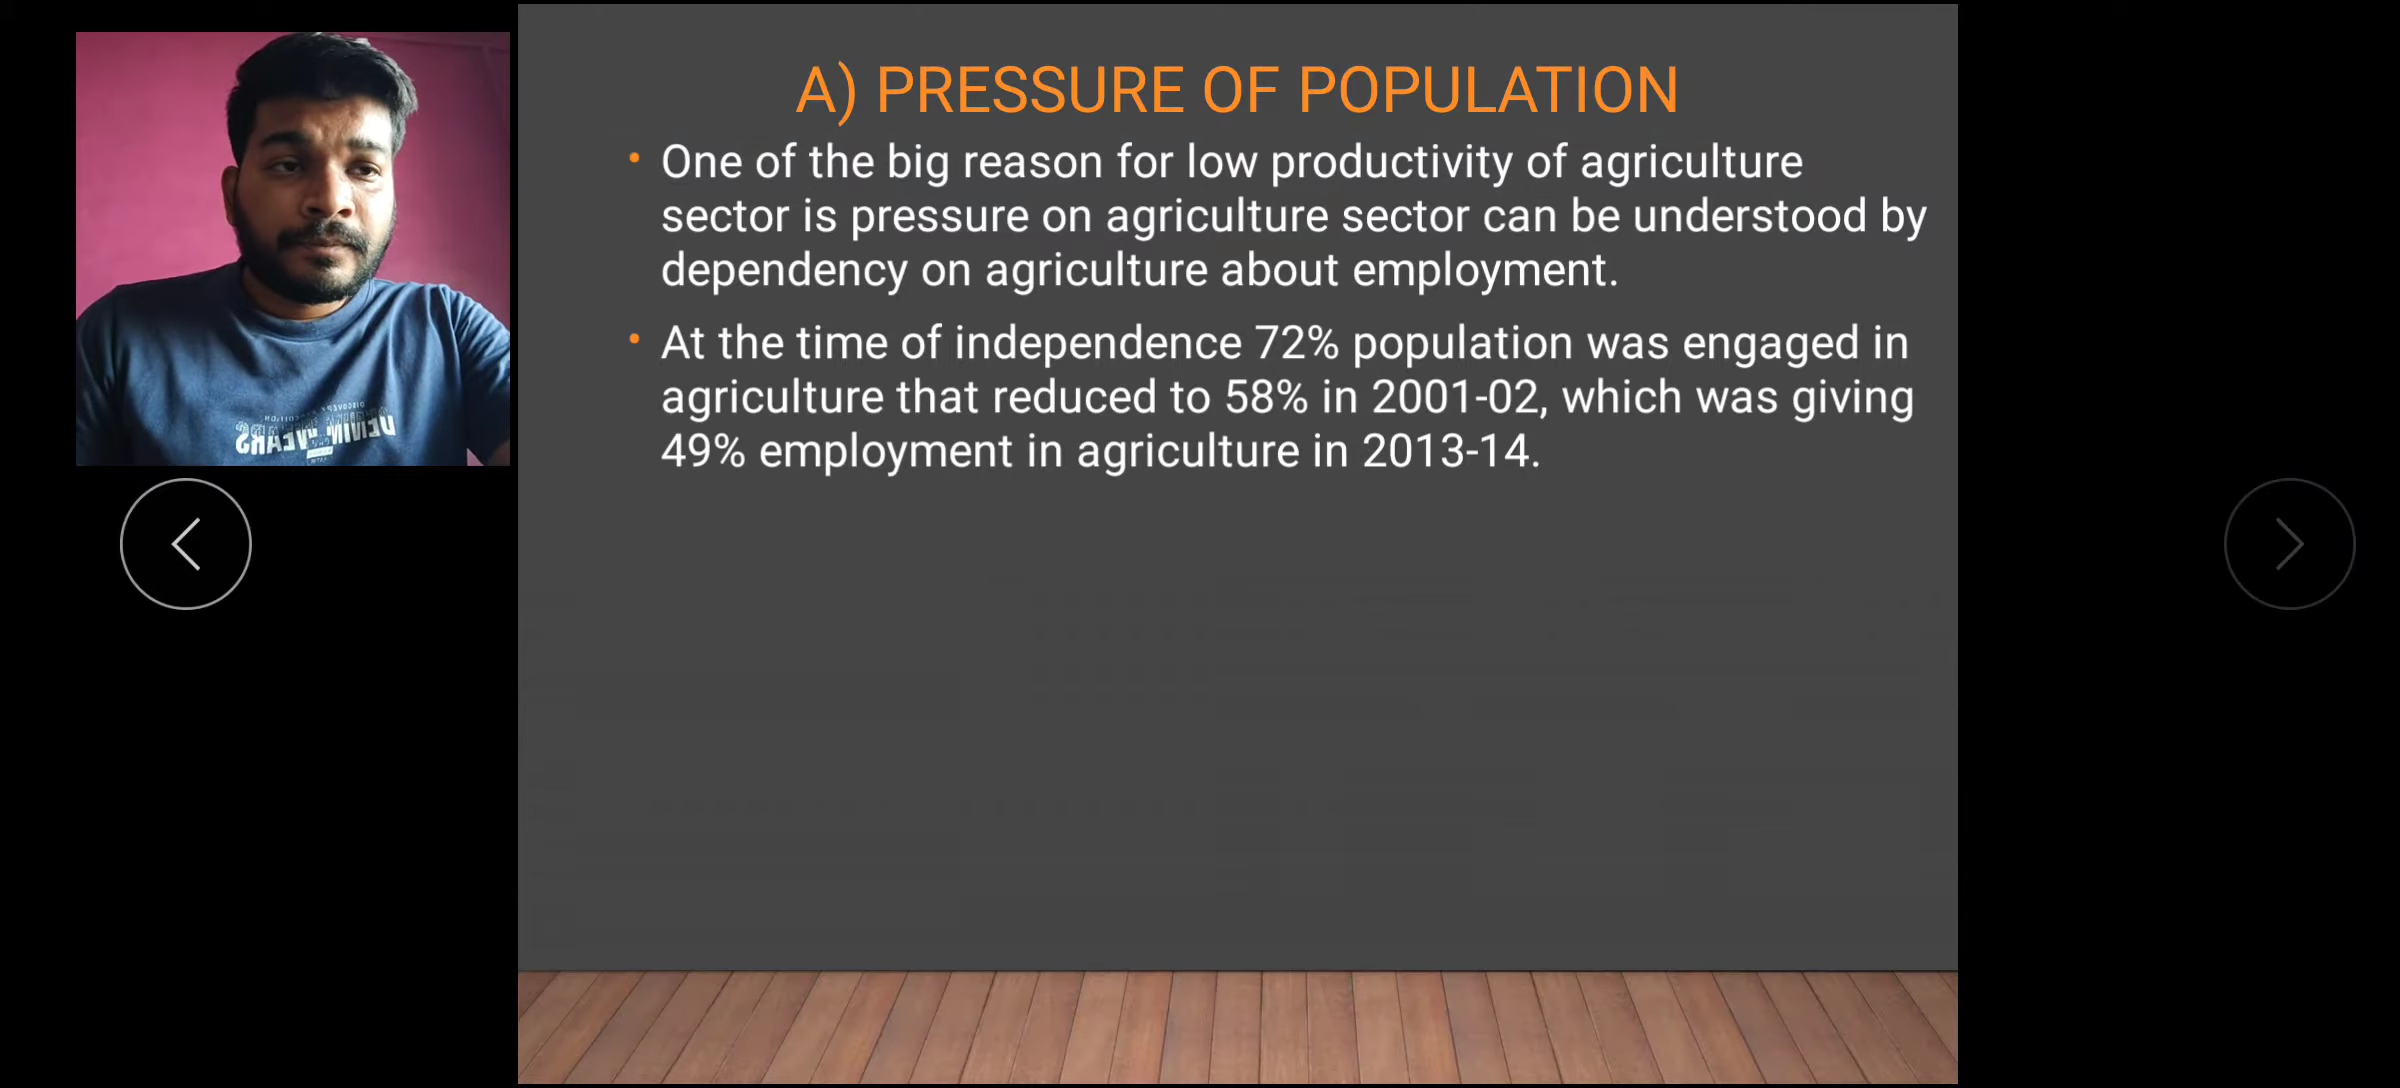 A) PRESSURE OF POPULATION
• One of the big reason for low productivity of agriculture
sector is pressure on agriculture sector can be understood by
dependency on agriculture about employment.
• At the time of independence 72% population was engaged in
agriculture that reduced to 58% in 2001-02, which was giving
49% employment in agriculture in 2013-14.
DENIM WEARS